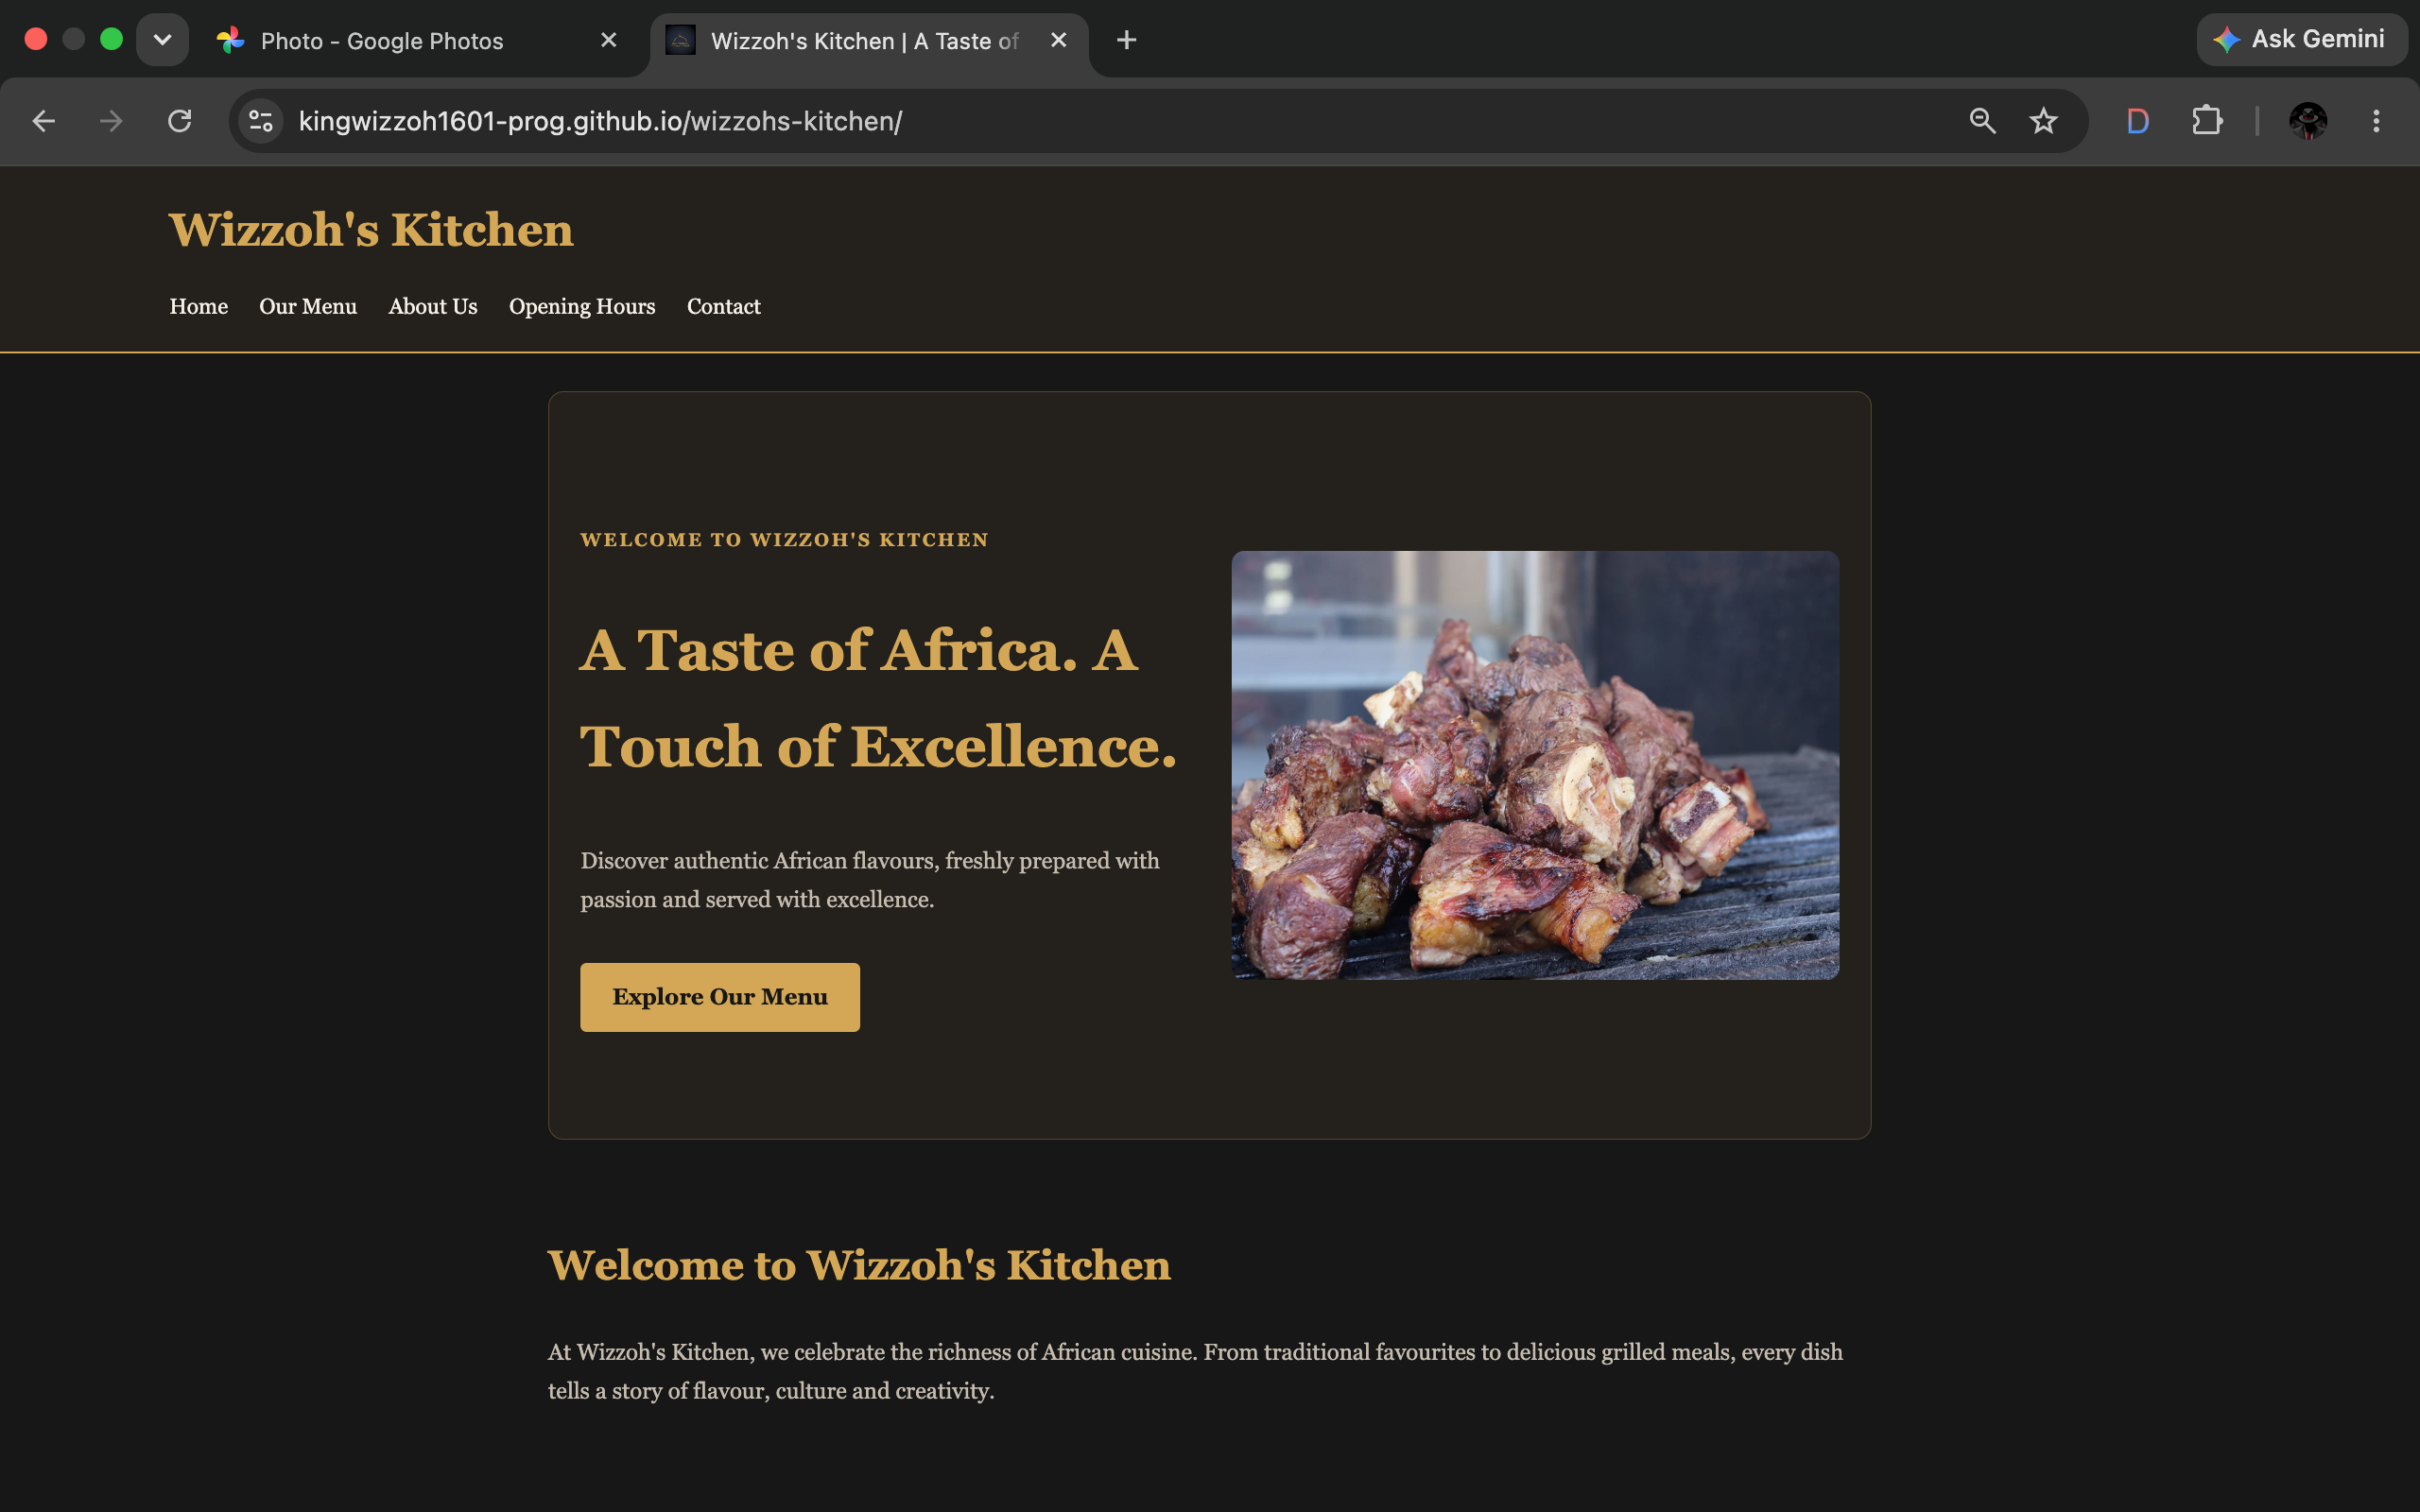 Photo - Google Photos
Wizzoh's Kitchen | A Taste of
Ask Gemini
kingwizzoh1601-prog.github.io/wizzohs-kitchen/
D
Wizzoh's Kitchen
Home Our Menu About Us Opening Hours Contact
WELCOME TO WIZZOH'S KITCHEN
A Taste of Africa. A
Touch of Excellence.
Discover authentic African flavours, freshly prepared with
passion and served with excellence.
Explore Our Menu
Welcome to Wizzoh's Kitchen
At Wizzoh's Kitchen, we celebrate the richness of African cuisine. From traditional favourites to delicious grilled meals, every dish
tells a story of flavour, culture and creativity.